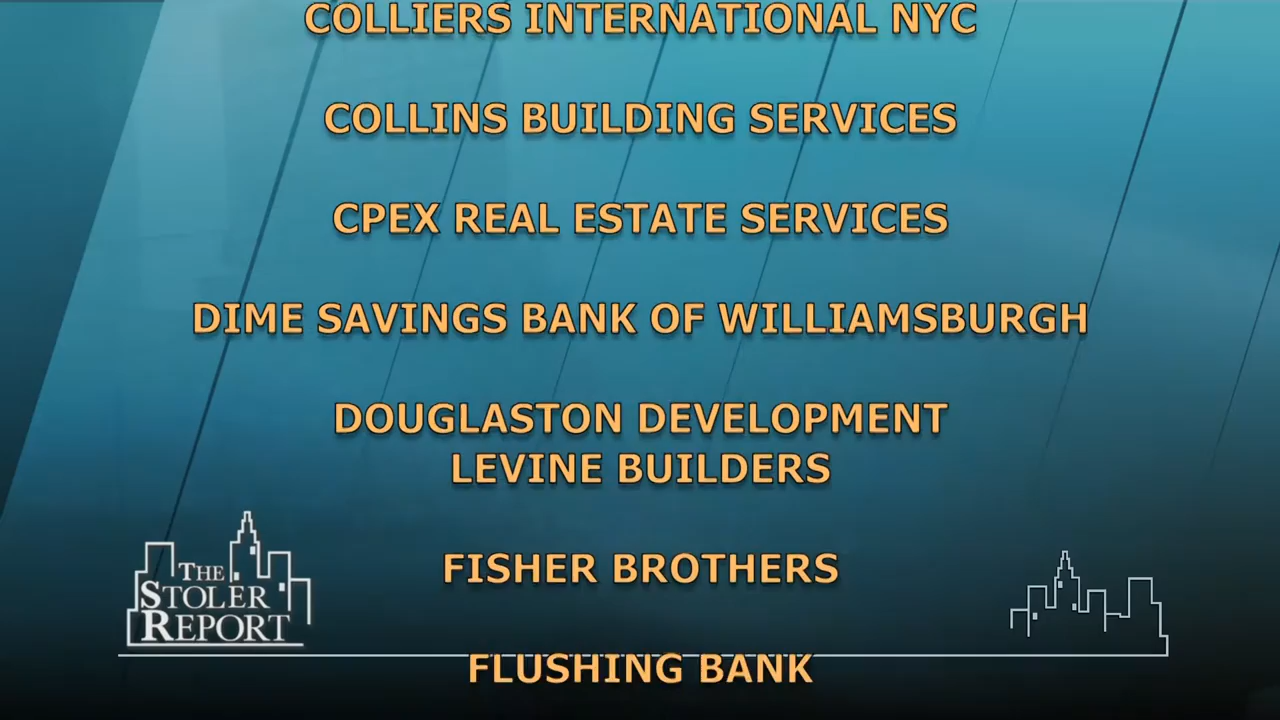 COLLIERS INTERNATIONAL NYC
COLLINS BUILDING SERVICES
CPEX REAL ESTATE SERVICES
DIME SAVINGS BANK OF WILLIAMSBURGH
DOUGLASTON DEVELOPMENT
LEVINE BUILDERS
FISHER BROTHERS
THE
STOLER
REPORT
FLUSHING BANK